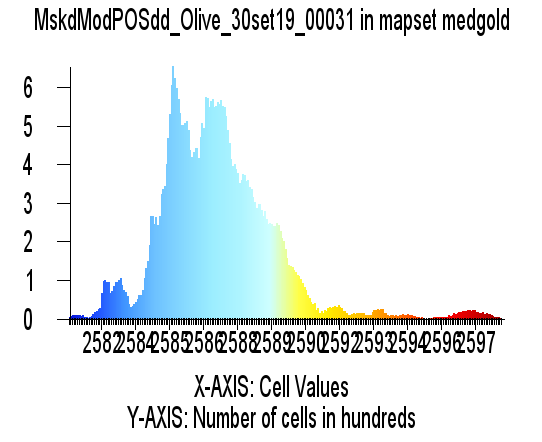 MskdModPOSdd_Olive_30set19_00031 in mapset medgold
6
5
4
3
2
1
0
2582 2584 2585 2586 2588 2589 2590 2592 2593 2594 2596 2597
X-AXIS: Cell Values
Y-AXIS: Number of cells in hundreds